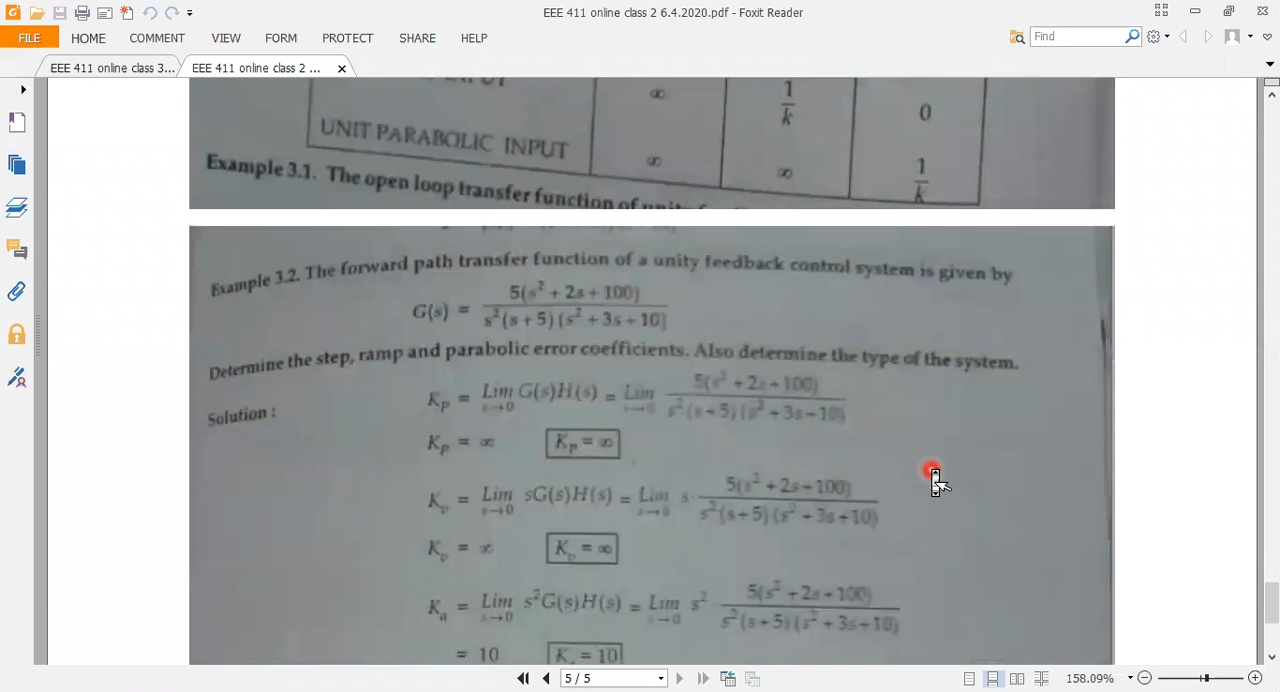 EEE 411 online class 2 6.4.2020.pdf - Foxit Reader
FILE HOME COMMENT VIEW FORM PROTECT SHARE HELP Find
EEE 411 online class 3... EEE 411 online class 2 ...
∞ 1/k 0
UNIT PARABOLIC INPUT ∞ ∞ 1/k
Example 3.1. The open loop transfer function of
Example 3.2. The forward path transfer function of a unity feedback control system is given by
G(s) = 5(s² + 2s + 100) / s²(s + 5)(s² + 3s + 10)
Determine the step, ramp and parabolic error coefficients. Also determine the type of the system.
Solution :
Kp = Lim s→0 G(s)H(s) = Lim s→0 5(s² + 2s + 100) / s²(s + 5)(s² + 3s + 10)
Kp = ∞ Kp = ∞
Kv = Lim s→0 sG(s)H(s) = Lim s→0 s · 5(s² + 2s + 100) / s²(s + 5)(s² + 3s + 10)
Kv = ∞ Kv = ∞
Ka = Lim s→0 s²G(s)H(s) = Lim s→0 s² 5(s² + 2s + 100) / s²(s + 5)(s² + 3s + 10)
= 10 = 10
5 / 5 158.09%